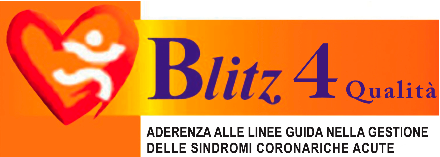 Blitz 4 Qualità
ADERENZA ALLE LINEE GUIDA NELLA GESTIONE
DELLE SINDROMI CORONARICHE ACUTE